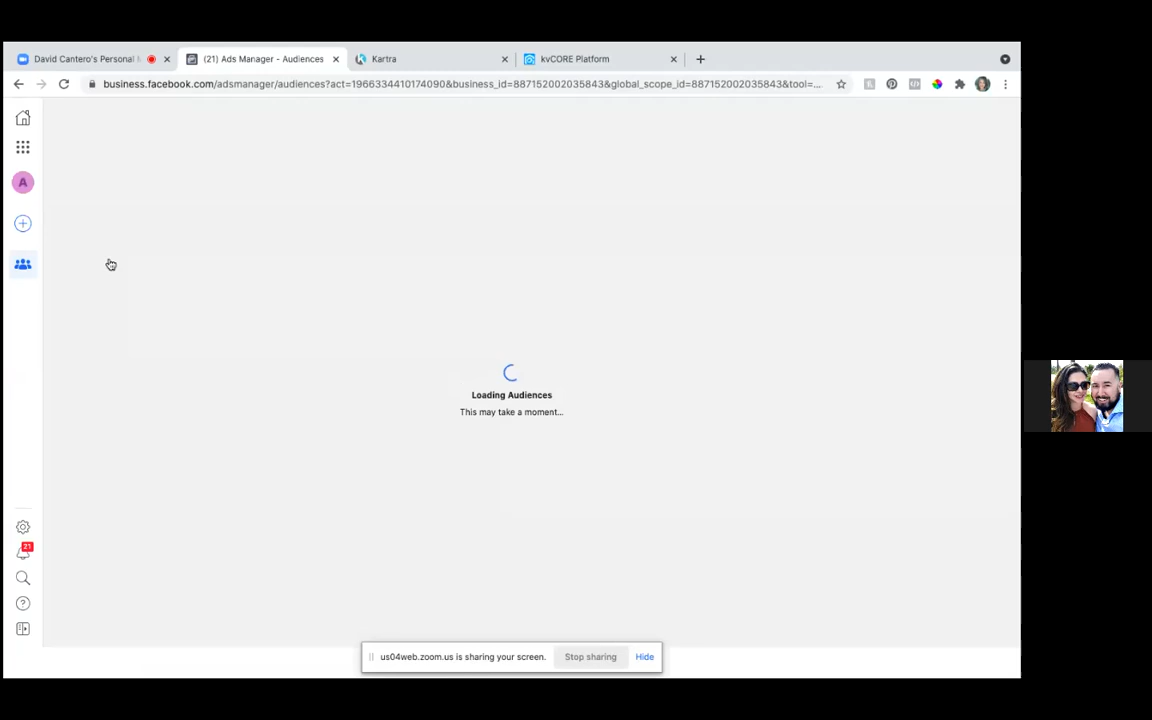 David Cantero's Personal
(21) Ads Manager - Audiences
Kartra
kvCORE Platform
business.facebook.com/adsmanager/audiences?act=1966334410174090&business_id=887152002035843&global_scope_id=887152002035843&tool=...
A
Loading Audiences
This may take a moment...
21
us04web.zoom.us is sharing your screen.
Stop sharing
Hide